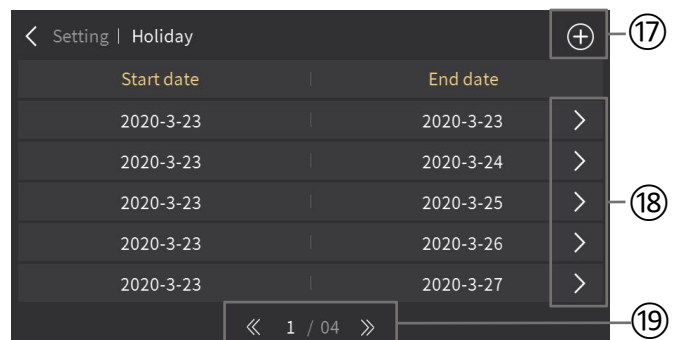 Setting | Holiday
⑰
Start date | End date
2020-3-23 | 2020-3-23
2020-3-23 | 2020-3-24
2020-3-23 | 2020-3-25
⑱
2020-3-23 | 2020-3-26
2020-3-23 | 2020-3-27
1 / 04
⑲